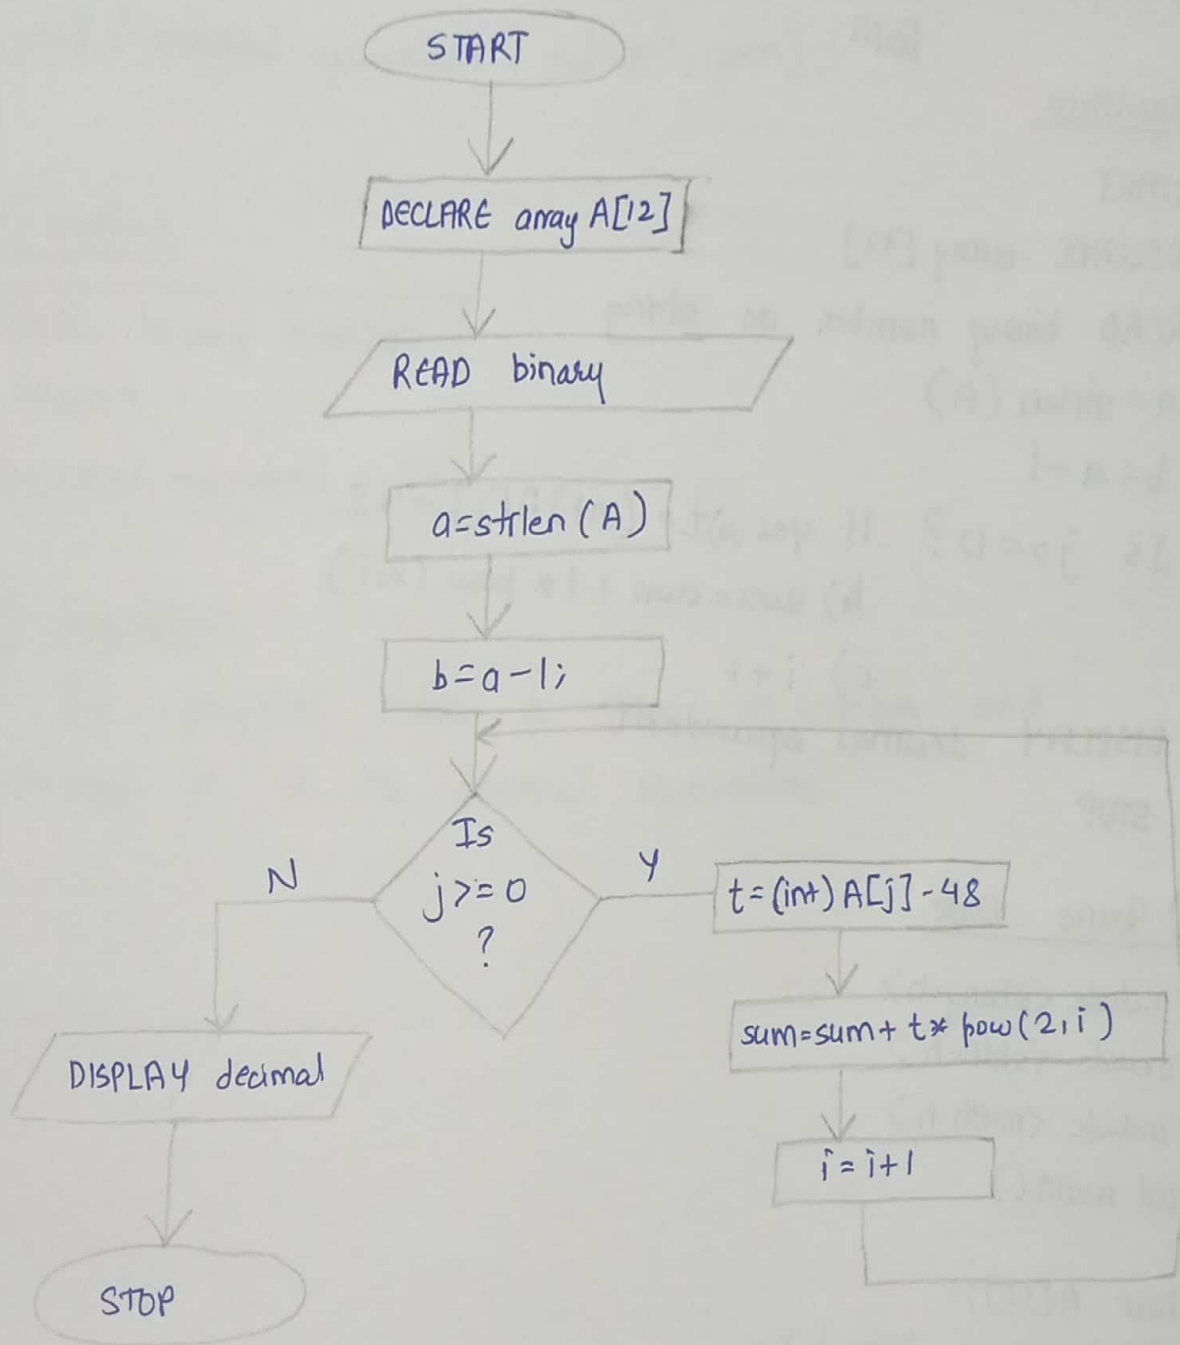 START
DECLARE array A[12]
READ binary
a=strlen (A)
b=a-1;
Is
j>=0
?
N
Y
t=(int) A[j]-48
sum=sum+ t* pow(2,i)
i=i+1
DISPLAY decimal
STOP